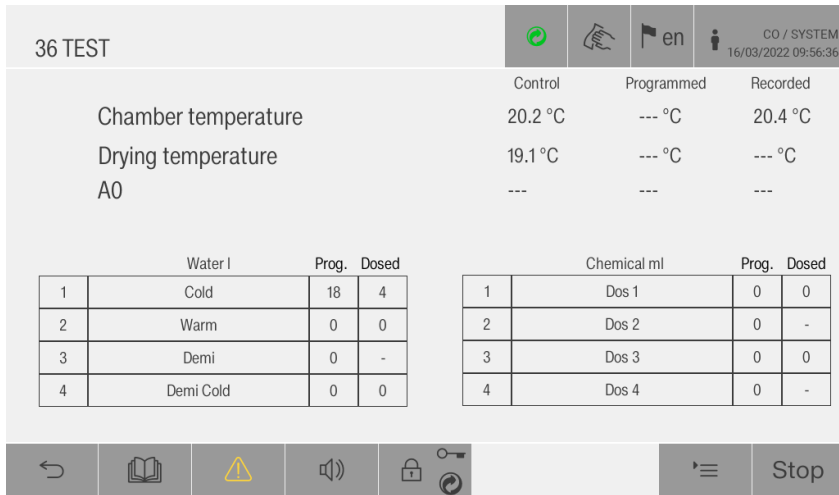 36 TEST
en
CO / SYSTEM
16/03/2022 09:56:36
Control Programmed Recorded
Chamber temperature 20.2 °C --- °C 20.4 °C
Drying temperature 19.1 °C --- °C --- °C
A0 --- --- ---
Water l Prog. Dosed
1 Cold 18 4
2 Warm 0 0
3 Demi 0 -
4 Demi Cold 0 0
Chemical ml Prog. Dosed
1 Dos 1 0 0
2 Dos 2 0 -
3 Dos 3 0 0
4 Dos 4 0 -
Stop